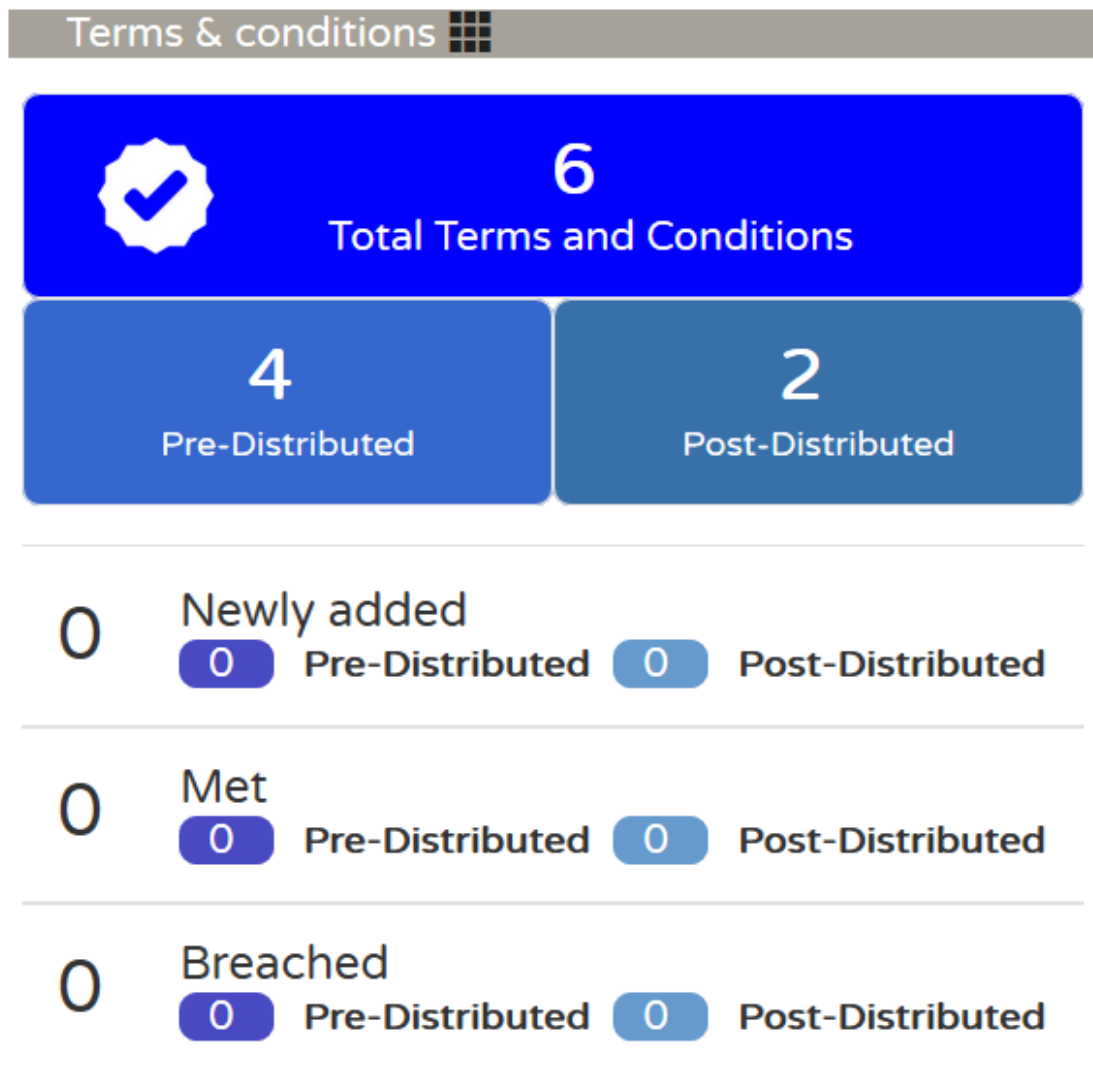 Terms & conditions
6
Total Terms and Conditions
4
Pre-Distributed
2
Post-Distributed
0
Newly added
0 Pre-Distributed 0 Post-Distributed
0
Met
0 Pre-Distributed 0 Post-Distributed
0
Breached
0 Pre-Distributed 0 Post-Distributed